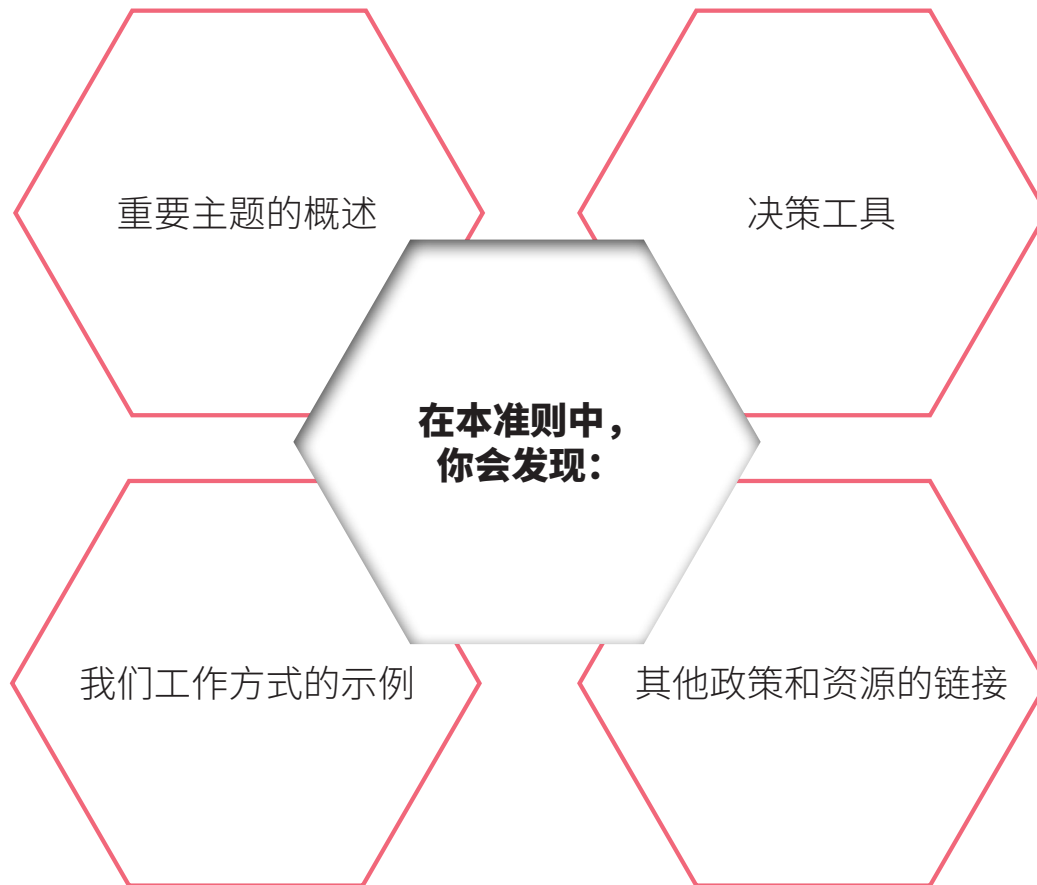 重要主题的概述
决策工具
在本准则中，
你会发现：
我们工作方式的示例
其他政策和资源的链接